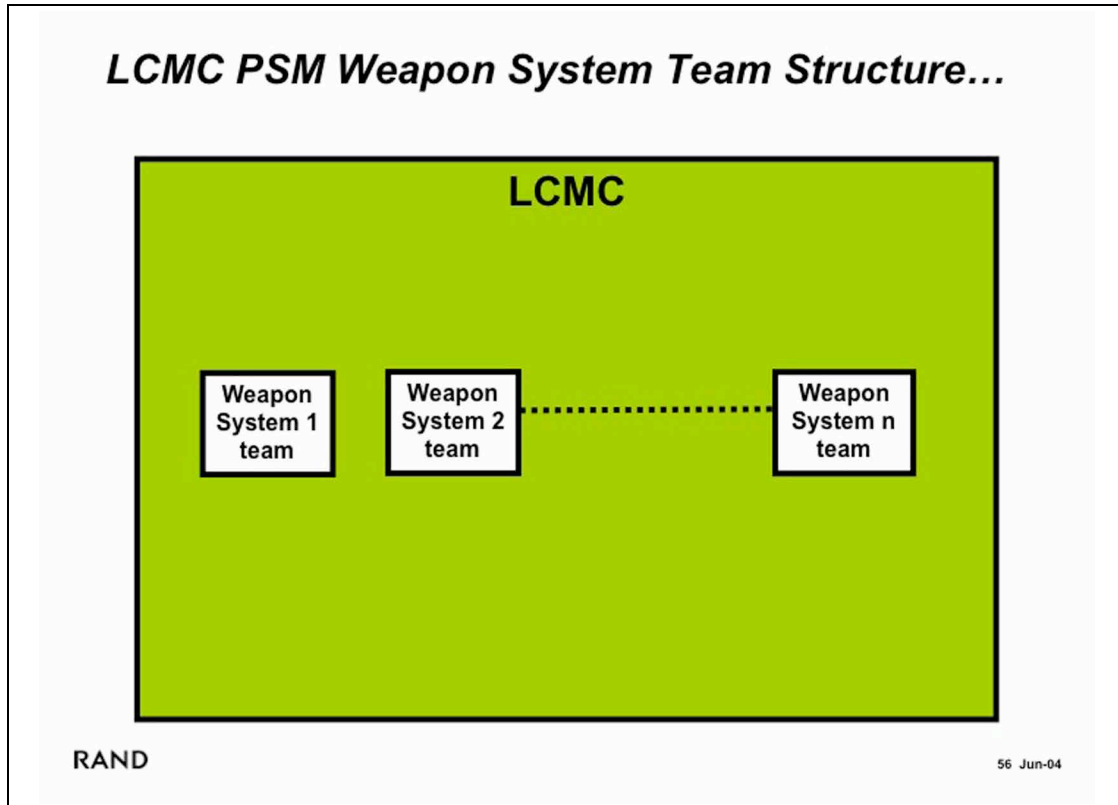 LCMC PSM Weapon System Team Structure…
LCMC
Weapon
System 1
team
Weapon
System 2
team
Weapon
System n
team
RAND
56 Jun-04